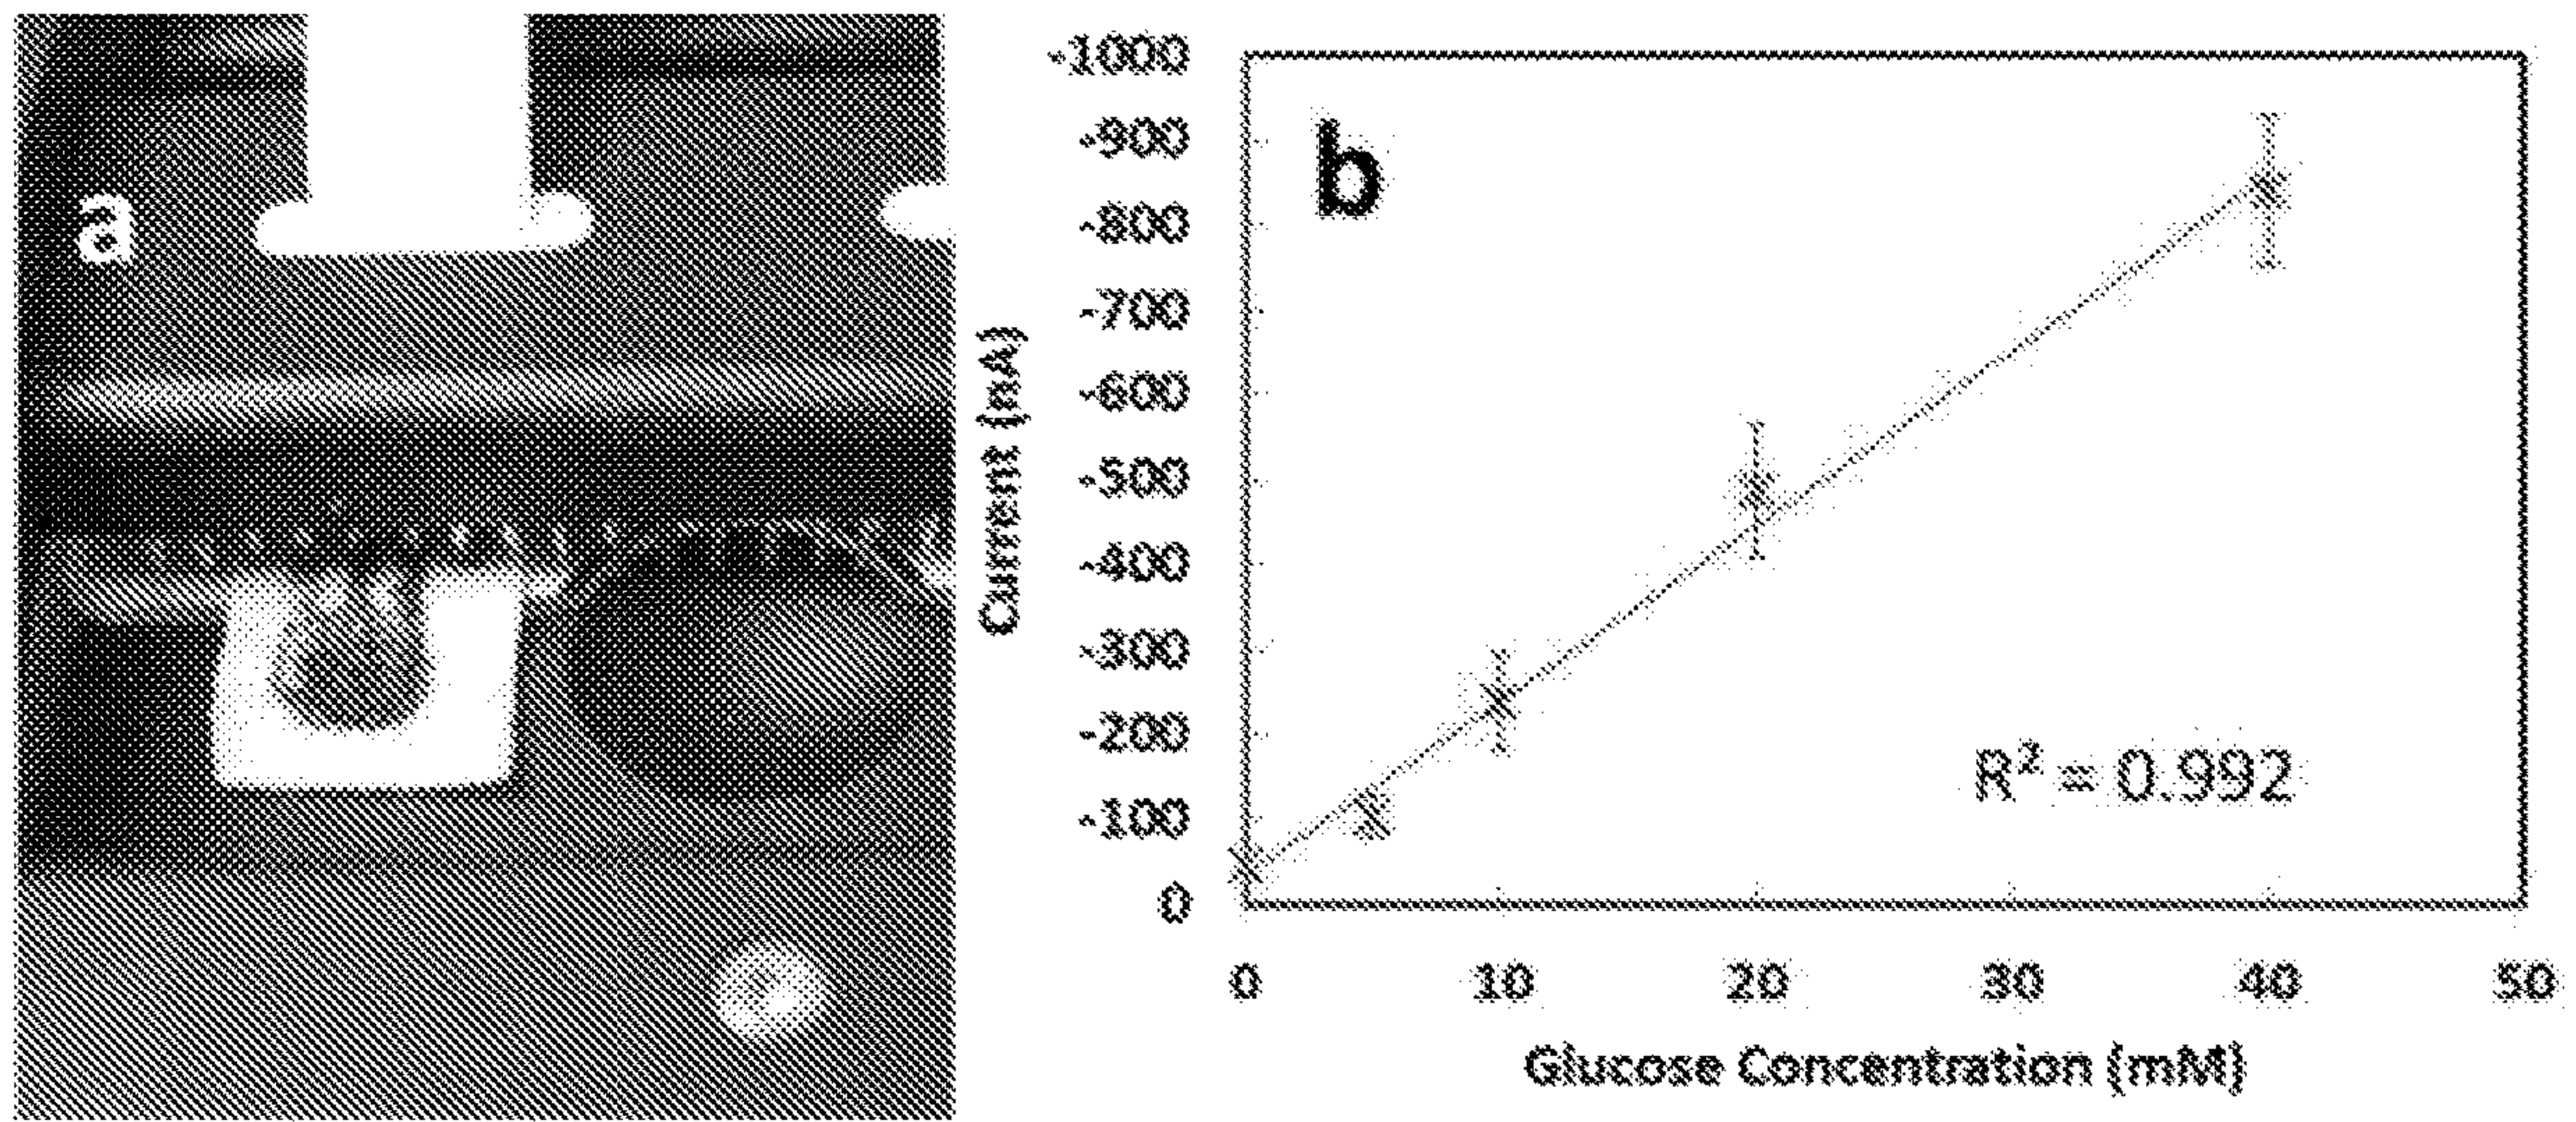 a
b
-1000
-900
-800
-700
-600
-500
-400
-300
-200
-100
0
Current (nA)
R² = 0.992
0 10 20 30 40 50
Glucose Concentration (mM)